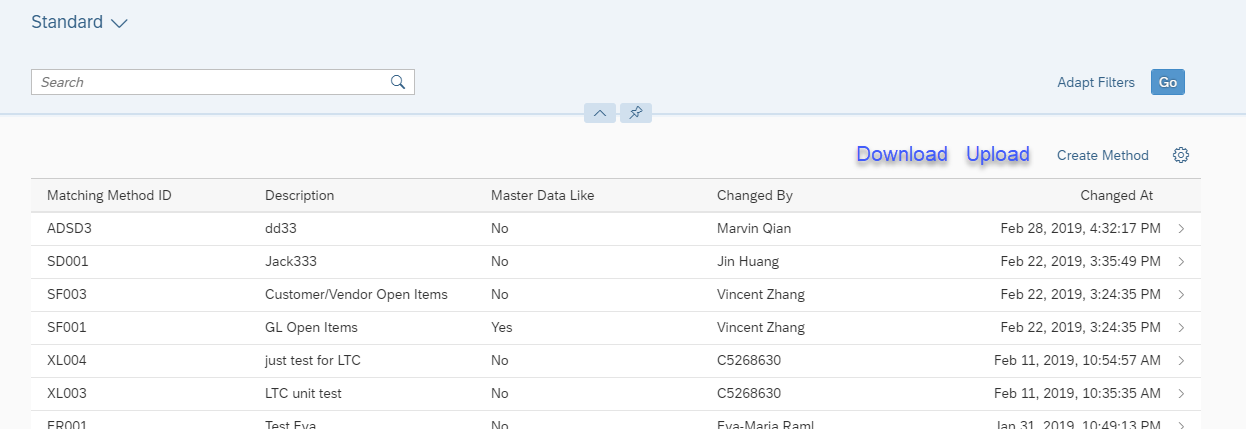 Standard
Search
Adapt Filters Go
Download Upload Create Method
Matching Method ID Description Master Data Like Changed By Changed At
ADSD3 dd33 No Marvin Qian Feb 28, 2019, 4:32:17 PM
SD001 Jack333 No Jin Huang Feb 22, 2019, 3:35:49 PM
SF003 Customer/Vendor Open Items No Vincent Zhang Feb 22, 2019, 3:24:35 PM
SF001 GL Open Items Yes Vincent Zhang Feb 22, 2019, 3:24:35 PM
XL004 just test for LTC No C5268630 Feb 11, 2019, 10:54:57 AM
XL003 LTC unit test No C5268630 Feb 11, 2019, 10:35:35 AM
Test Eva No Eva-Maria Raml Jan 31, 2019, 10:49:13 PM